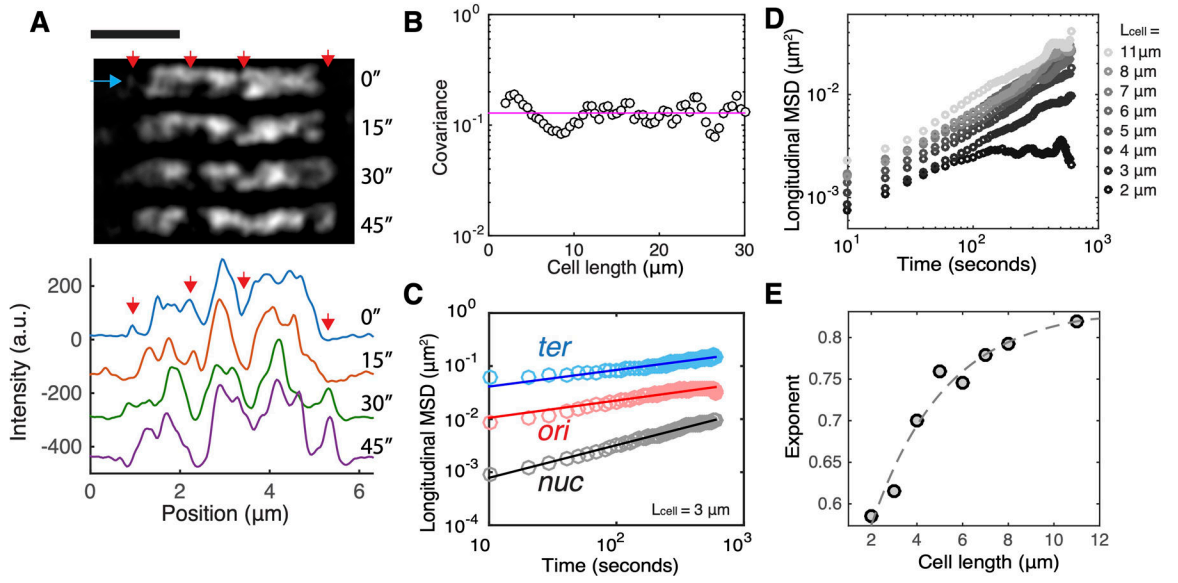 A
0″
15″
30″
45″
200
0
-200
-400
Intensity (a.u.)
0″
15″
30″
45″
0
2
4
6
Position (μm)
B
10⁰
10⁻¹
10⁻²
Covariance
0
10
20
30
Cell length (μm)
C
10⁰
10⁻¹
10⁻²
10⁻³
10⁻⁴
Longitudinal MSD (μm²)
ter
ori
nuc
Lcell = 3 μm
10
10²
10³
Time (seconds)
D
10⁻²
10⁻³
Longitudinal MSD (μm²)
Lcell =
11μm
8 μm
7 μm
6 μm
5 μm
4 μm
3 μm
2 μm
10¹
10²
10³
Time (seconds)
E
0.8
0.75
0.7
0.65
0.6
Exponent
2
4
6
8
10
12
Cell length (μm)